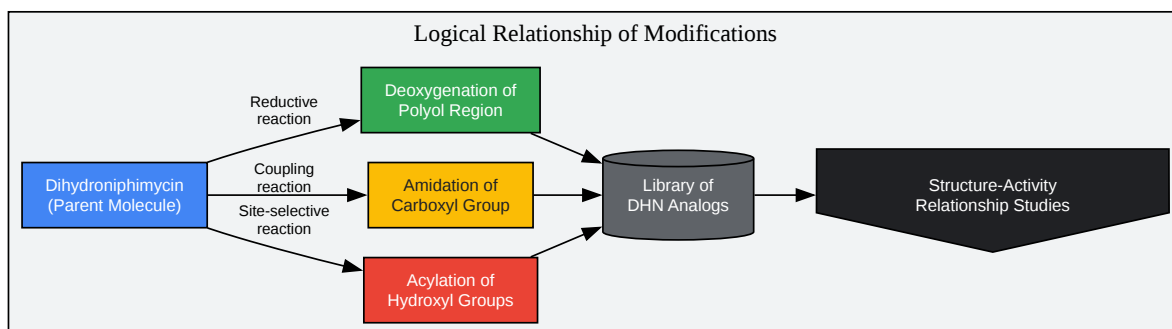 Logical Relationship of Modifications
Deoxygenation of
Polyol Region
Reductive
reaction
Dihydroniphimycin
(Parent Molecule)
Coupling
reaction
Amidation of
Carboxyl Group
Library of
DHN Analogs
Structure-Activity
Relationship Studies
Site-selective
reaction
Acylation of
Hydroxyl Groups